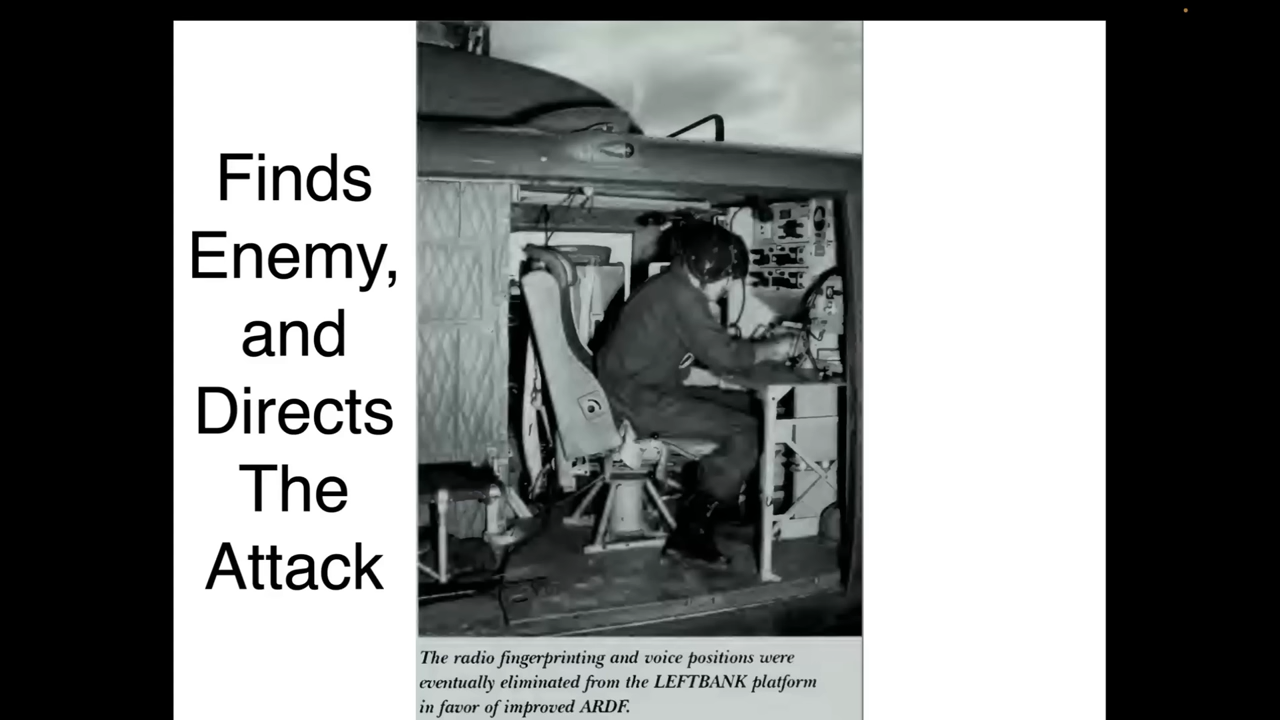 Finds
Enemy,
and
Directs
The
Attack
The radio fingerprinting and voice positions were
eventually eliminated from the LEFTBANK platform
in favor of improved ARDF.